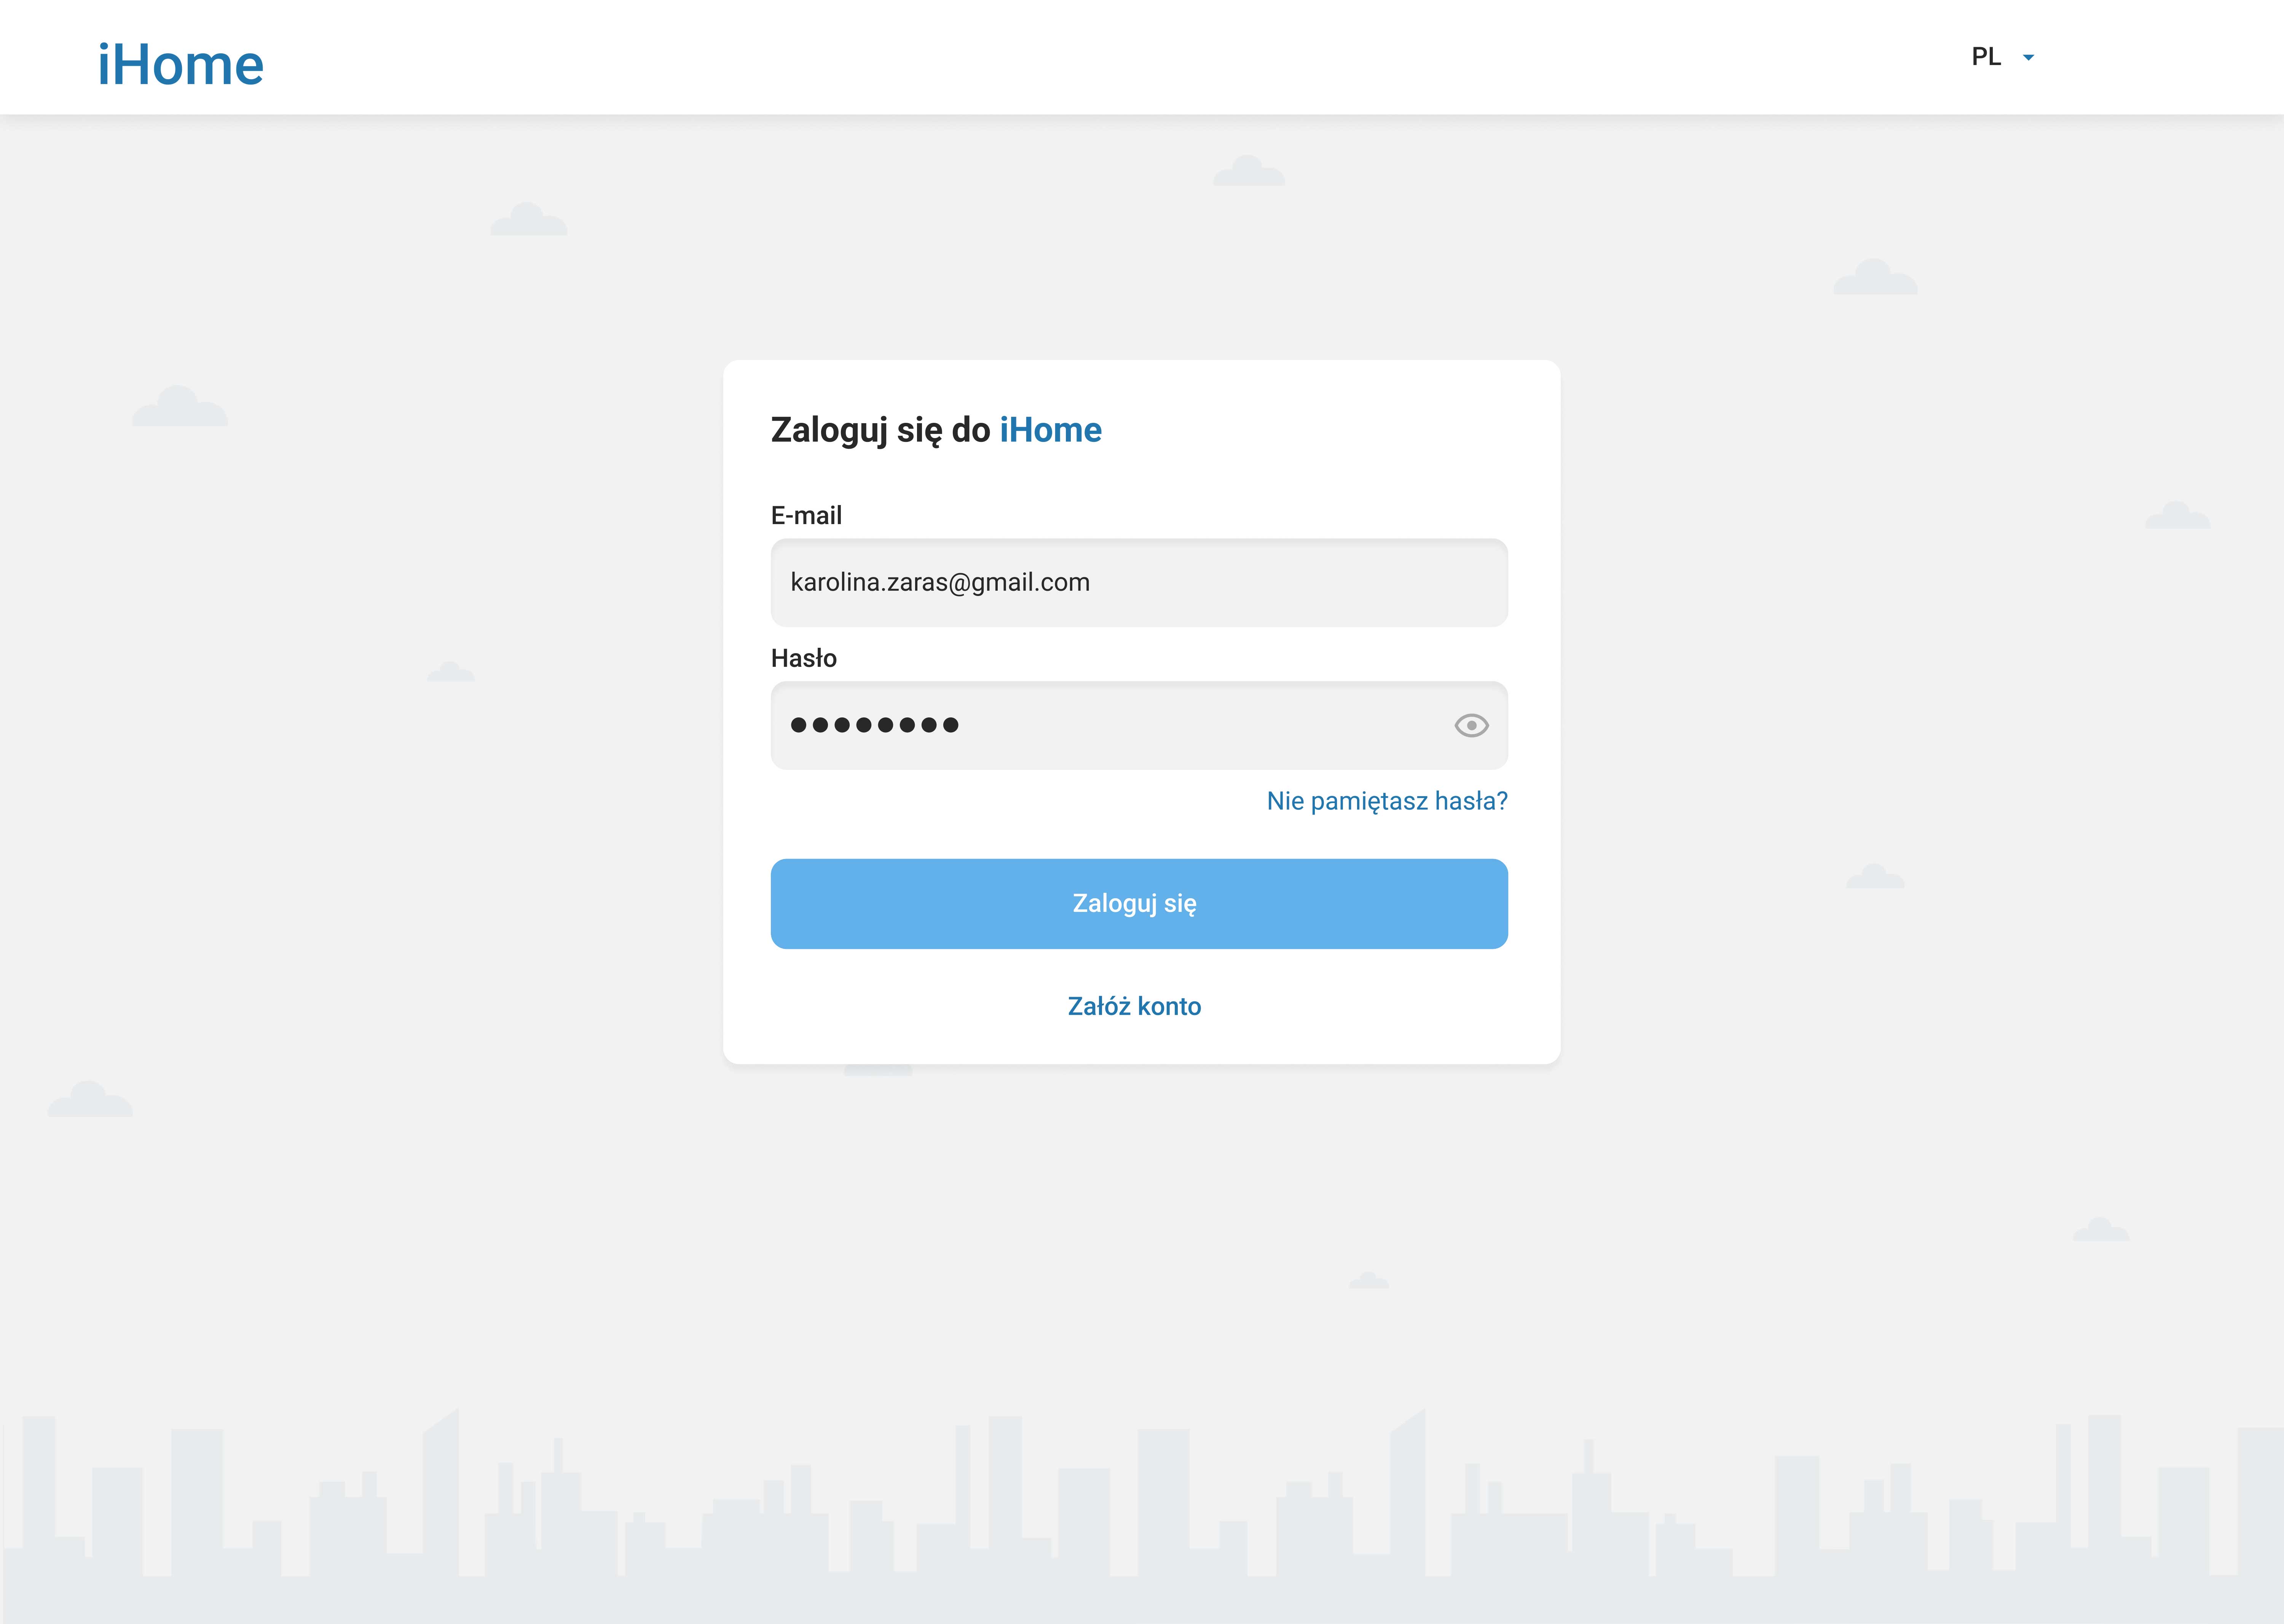 iHome
PL
Zaloguj się do iHome
E-mail
karolina.zaras@gmail.com
Hasło
Nie pamiętasz hasła?
Zaloguj się
Załóż konto